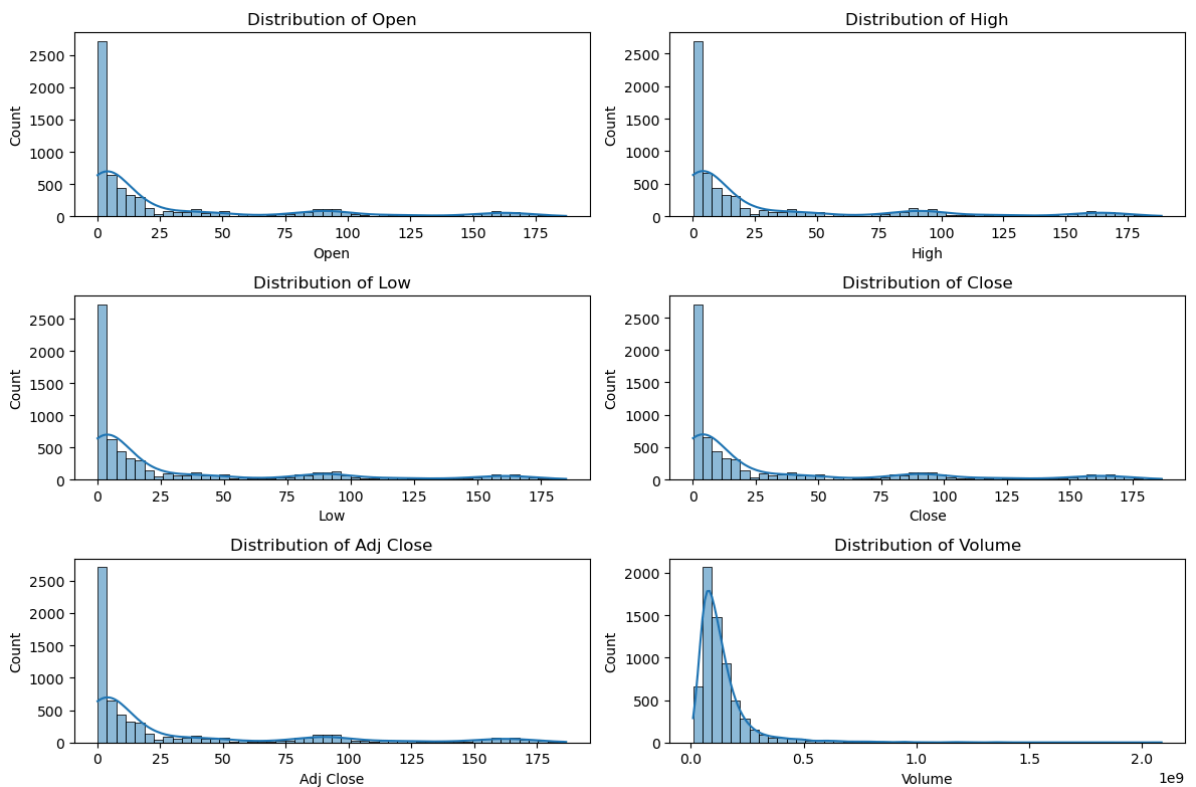 Distribution of Open
Count
2500
2000
1500
1000
500
0
0 25 50 75 100 125 150 175
Open
Distribution of High
Count
2500
2000
1500
1000
500
0
0 25 50 75 100 125 150 175
High
Distribution of Low
Count
2500
2000
1500
1000
500
0
0 25 50 75 100 125 150 175
Low
Distribution of Close
Count
2500
2000
1500
1000
500
0
0 25 50 75 100 125 150 175
Close
Distribution of Adj Close
Count
2500
2000
1500
1000
500
0
0 25 50 75 100 125 150 175
Adj Close
Distribution of Volume
Count
2000
1500
1000
500
0
0.0 0.5 1.0 1.5 2.0
1e9
Volume